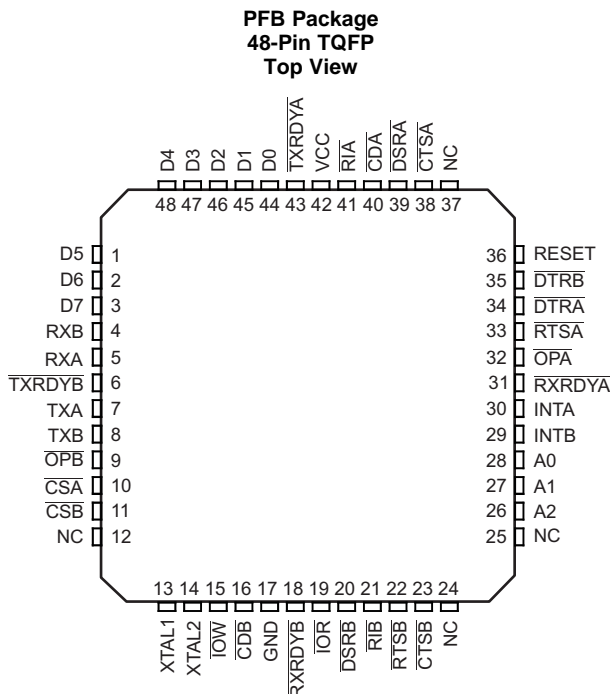 PFB Package
48-Pin TQFP
Top View
D4
D3
D2
D1
D0
TXRDYA
VCC
RIA
CDA
DSRA
CTSA
NC
48 47 46 45 44 43 42 41 40 39 38 37
D5 1
D6 2
D7 3
RXB 4
RXA 5
TXRDYB 6
TXA 7
TXB 8
OPB 9
CSA 10
CSB 11
NC 12
36 RESET
35 DTRB
34 DTRA
33 RTSA
32 OPA
31 RXRDYA
30 INTA
29 INTB
28 A0
27 A1
26 A2
25 NC
13 14 15 16 17 18 19 20 21 22 23 24
XTAL1
XTAL2
IOW
CDB
GND
RXRDYB
IOR
DSRB
RIB
RTSB
CTSB
NC